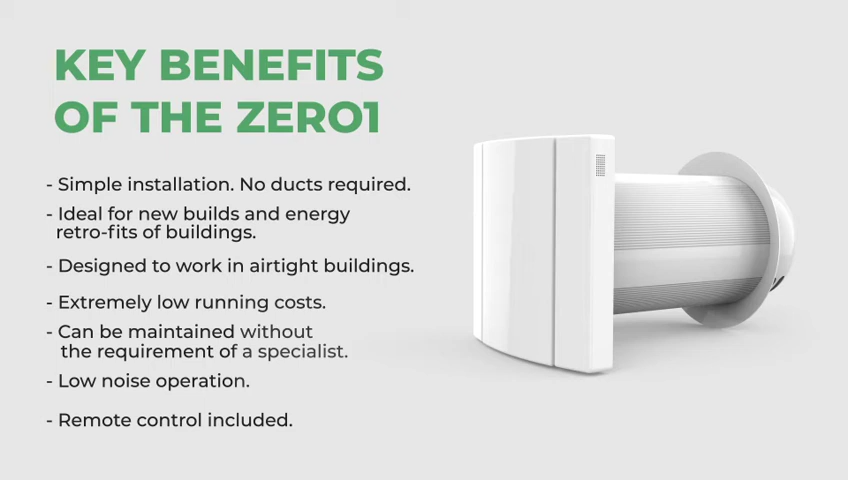 KEY BENEFITS
OF THE ZERO1
- Simple installation. No ducts required.
- Ideal for new builds and energy
retro-fits of buildings.
- Designed to work in airtight buildings.
- Extremely low running costs.
- Can be maintained without
the requirement of a specialist.
- Low noise operation.
- Remote control included.